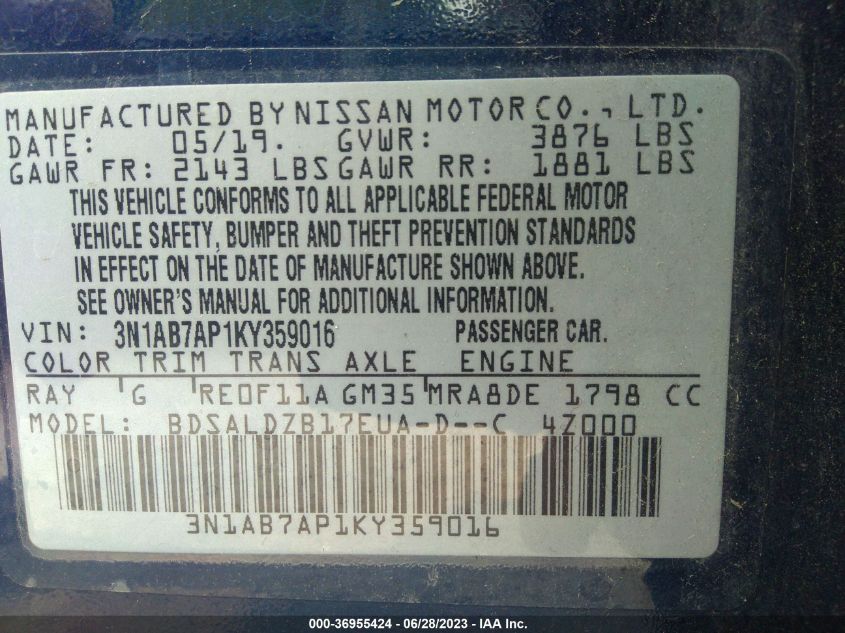 MANUFACTURED BY NISSAN MOTOR CO., LTD.
DATE: 05/19. GVWR: 3876 LBS
GAWR FR: 2143 LBS GAWR RR: 1881 LBS
THIS VEHICLE CONFORMS TO ALL APPLICABLE FEDERAL MOTOR
VEHICLE SAFETY, BUMPER AND THEFT PREVENTION STANDARDS
IN EFFECT ON THE DATE OF MANUFACTURE SHOWN ABOVE.
SEE OWNER'S MANUAL FOR ADDITIONAL INFORMATION.
VIN: 3N1AB7AP1KY359016 PASSENGER CAR.
COLOR TRIM TRANS AXLE ENGINE
RAY G RE0F11A GM35 MRA8DE 1798 CC
MODEL: BDSALDZB17EUA-D--C 4Z000
3N1AB7AP1KY359016
000-36955424 / 06/28/2023 - IAA Inc.